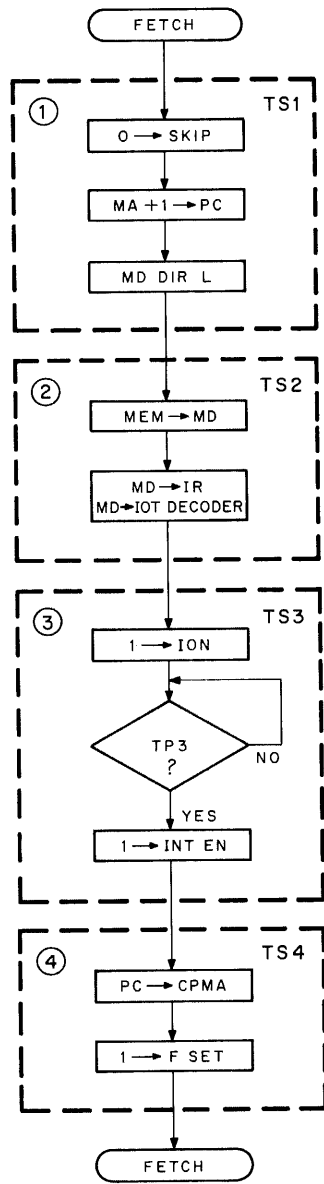 FETCH
① TS1
0 → SKIP
MA + 1 → PC
MD DIR L
② TS2
MEM → MD
MD → IR
MD → IOT DECODER
③ TS3
1 → ION
TP3
?
NO
YES
1 → INT EN
④ TS4
PC → CPMA
1 → F SET
FETCH